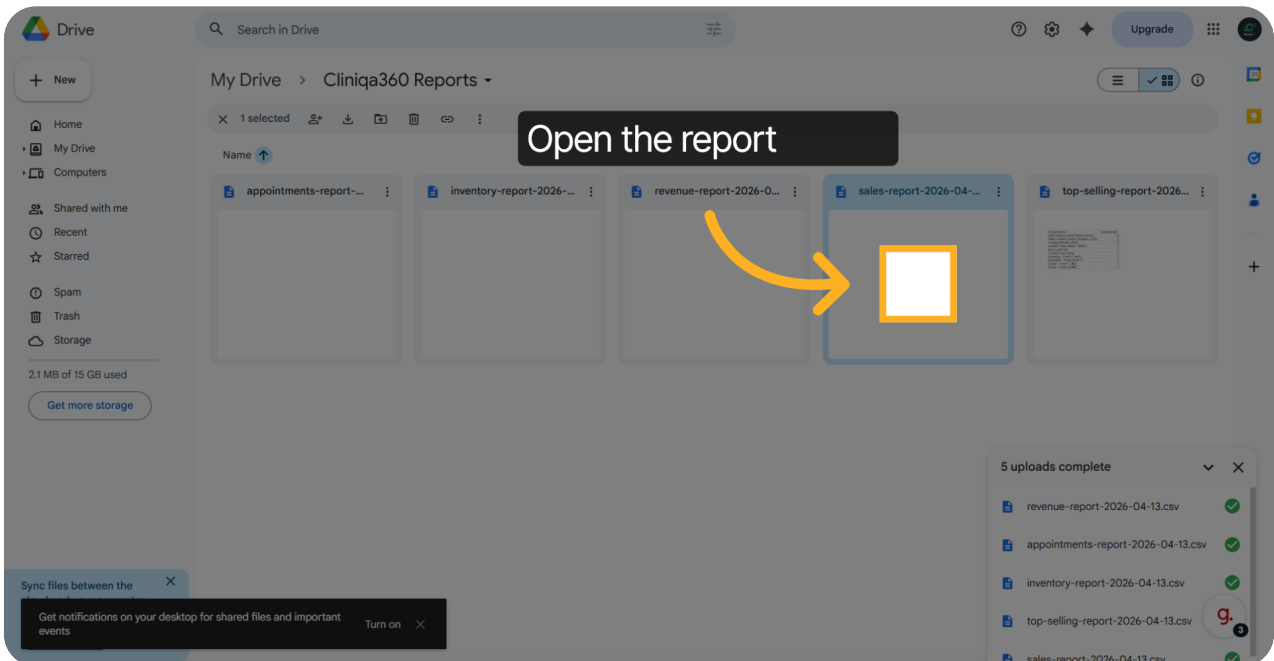 Drive
Search in Drive
Upgrade
New
My Drive > Cliniqa360 Reports
1 selected
Open the report
Name
Home
My Drive
Computers
Shared with me
Recent
Starred
Spam
Trash
Storage
2.1 MB of 15 GB used
Get more storage
appointments-report-...
inventory-report-2026-...
revenue-report-2026-0...
sales-report-2026-04-...
top-selling-report-2026...
5 uploads complete
revenue-report-2026-04-13.csv
appointments-report-2026-04-13.csv
inventory-report-2026-04-13.csv
top-selling-report-2026-04-13.csv
sales-report-2026-04-13.csv
g.
3
Sync files between the
Get notifications on your desktop for shared files and important
events
Turn on